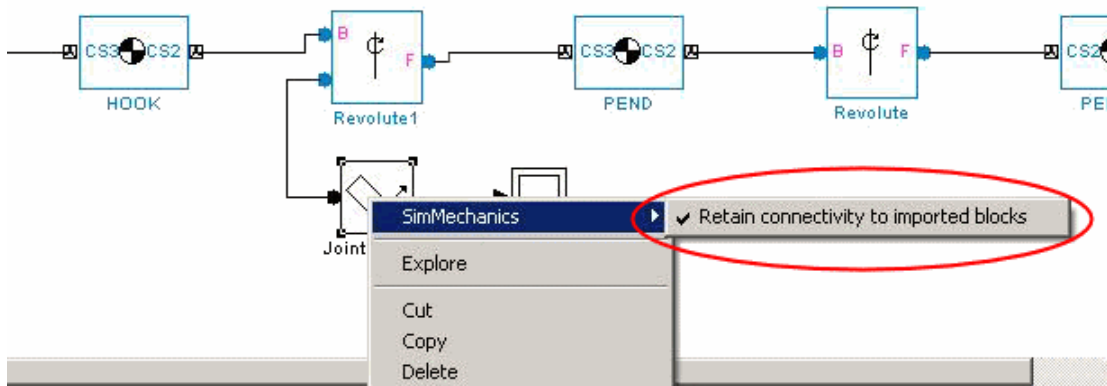 CS3 CS2
HOOK
B
F
Revolute1
CS3 CS2
PEND
B F
Revolute
CS2
PE
Joint
SimMechanics
Retain connectivity to imported blocks
Explore
Cut
Copy
Delete